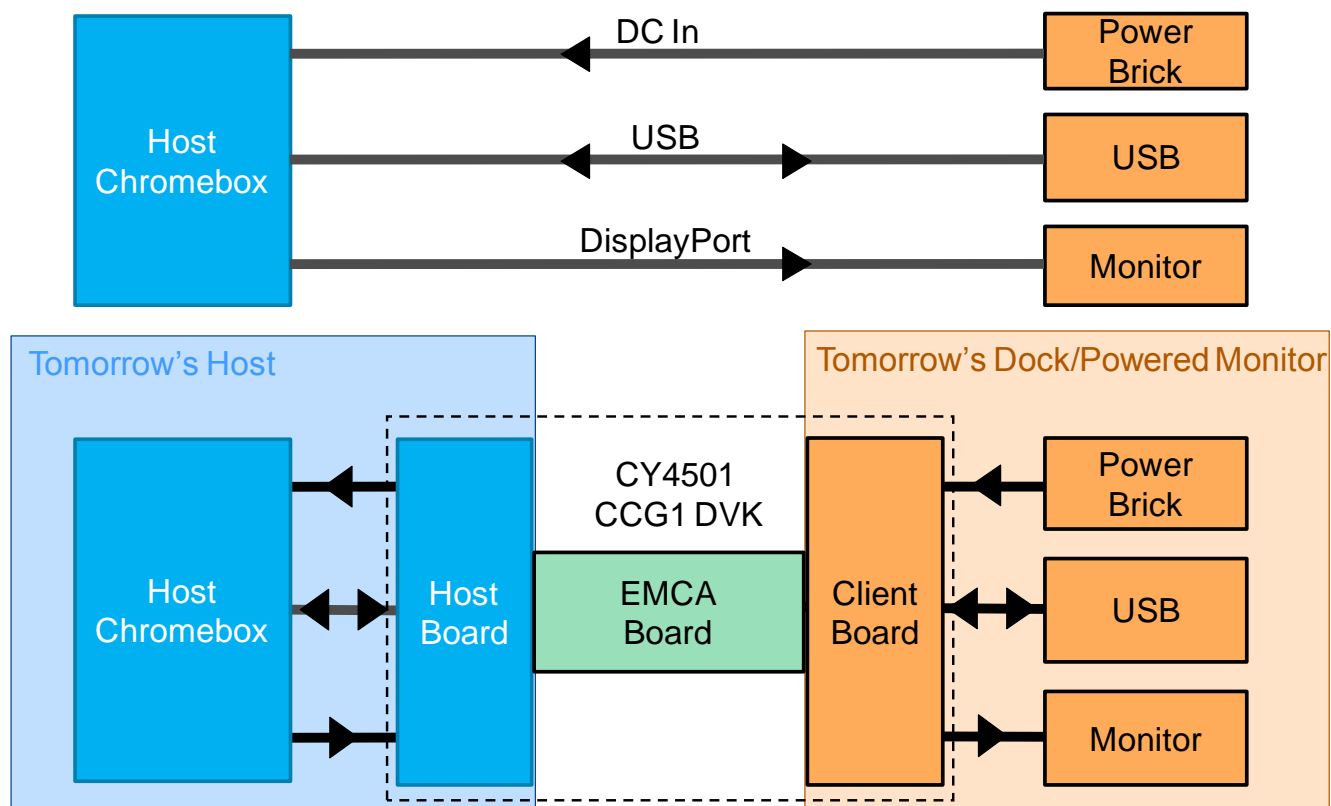 DC In
Power
Brick
Host
Chromebox
USB
USB
DisplayPort
Monitor
Tomorrow's Host
Tomorrow's Dock/Powered Monitor
CY4501
CCG1 DVK
Power
Brick
Host
Chromebox
Host
Board
EMCA
Board
Client
Board
USB
Monitor